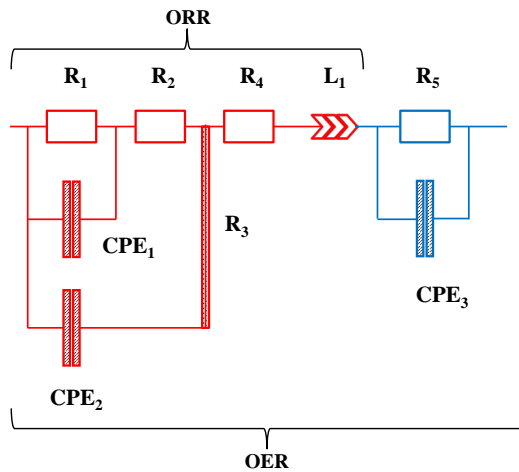 ORR
R₁ R₂ R₄ L₁ R₅
R₃
CPE₁
CPE₃
CPE₂
OER